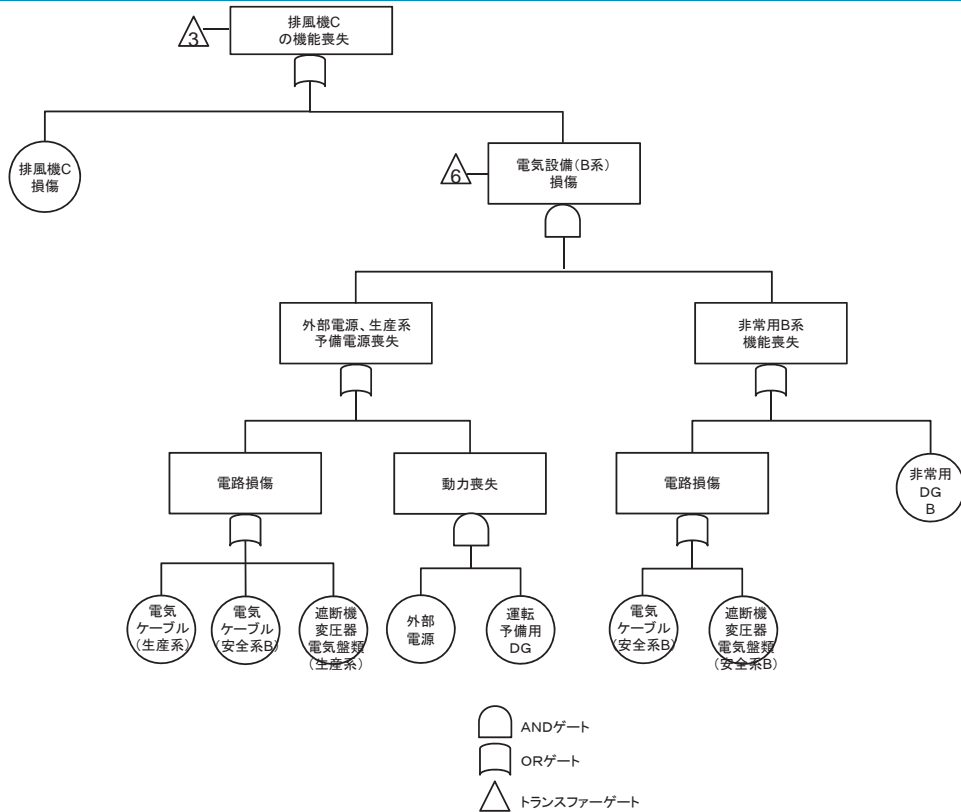 排風機C
の機能喪失
3
排風機C
損傷
電気設備(B系)
損傷
6
外部電源、生産系
予備電源喪失
非常用B系
機能喪失
電路損傷
動力喪失
電路損傷
非常用
DG
B
電気
ケーブル
(生産系)
電気
ケーブル
(安全系B)
遮断機
変圧器
電気盤類
(生産系)
外部
電源
運転
予備用
DG
電気
ケーブル
(安全系B)
遮断機
変圧器
電気盤類
(安全系B)
ANDゲート
ORゲート
トランスファーゲート